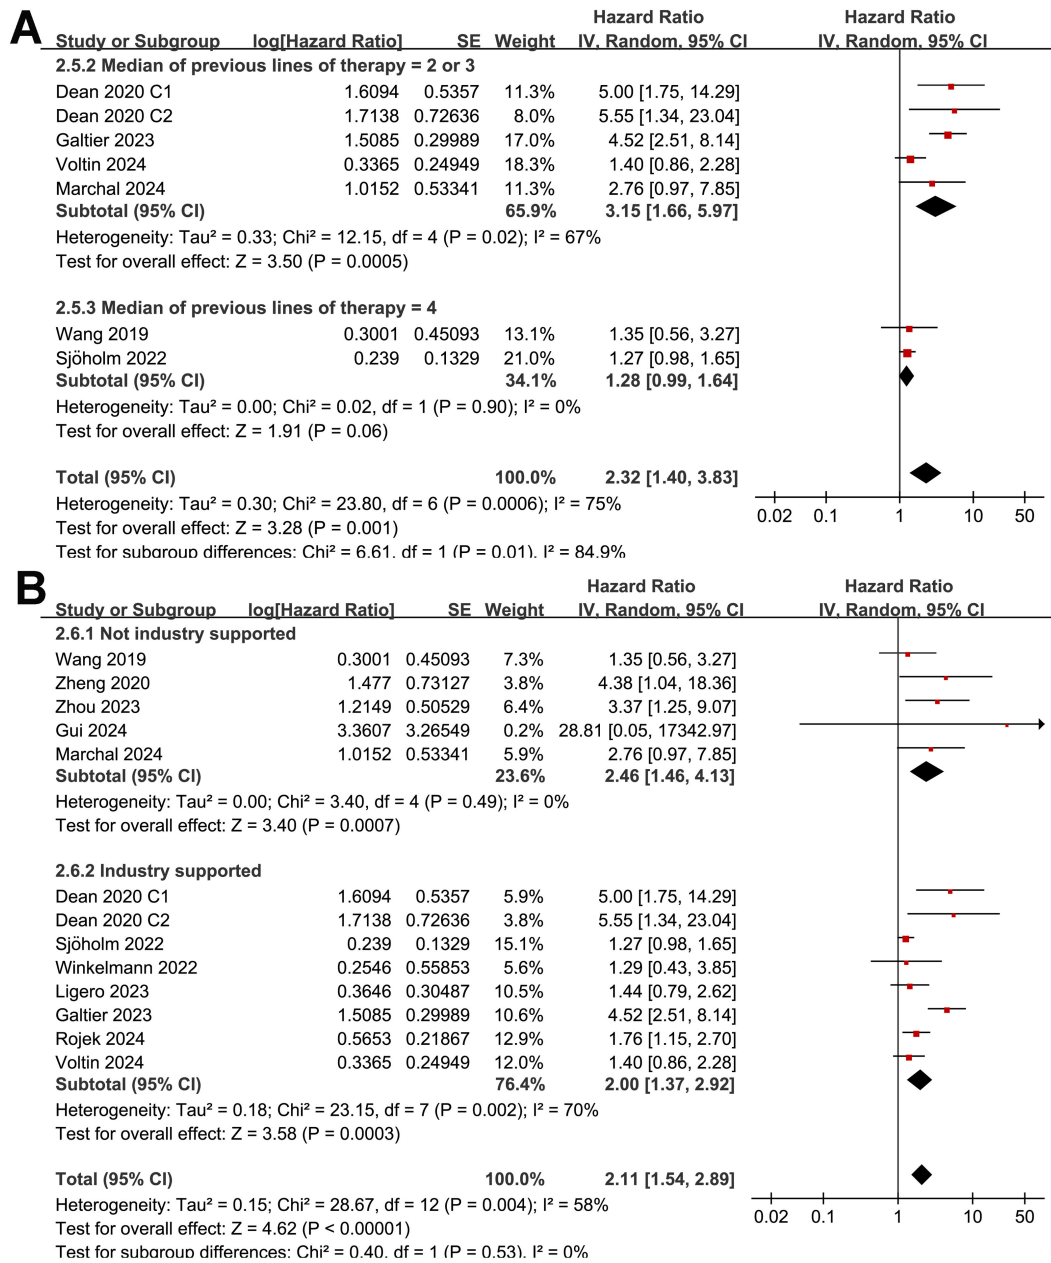 A
Hazard Ratio Hazard Ratio
Study or Subgroup log[Hazard Ratio] SE Weight IV, Random, 95% CI IV, Random, 95% CI
2.5.2 Median of previous lines of therapy = 2 or 3
Dean 2020 C1 1.6094 0.5357 11.3% 5.00 [1.75, 14.29]
Dean 2020 C2 1.7138 0.72636 8.0% 5.55 [1.34, 23.04]
Galtier 2023 1.5085 0.29989 17.0% 4.52 [2.51, 8.14]
Voltin 2024 0.3365 0.24949 18.3% 1.40 [0.86, 2.28]
Marchal 2024 1.0152 0.53341 11.3% 2.76 [0.97, 7.85]
Subtotal (95% CI) 65.9% 3.15 [1.66, 5.97]
Heterogeneity: Tau² = 0.33; Chi² = 12.15, df = 4 (P = 0.02); I² = 67%
Test for overall effect: Z = 3.50 (P = 0.0005)
2.5.3 Median of previous lines of therapy = 4
Wang 2019 0.3001 0.45093 13.1% 1.35 [0.56, 3.27]
Sjöholm 2022 0.239 0.1329 21.0% 1.27 [0.98, 1.65]
Subtotal (95% CI) 34.1% 1.28 [0.99, 1.64]
Heterogeneity: Tau² = 0.00; Chi² = 0.02, df = 1 (P = 0.90); I² = 0%
Test for overall effect: Z = 1.91 (P = 0.06)
Total (95% CI) 100.0% 2.32 [1.40, 3.83]
Heterogeneity: Tau² = 0.30; Chi² = 23.80, df = 6 (P = 0.0006); I² = 75%
Test for overall effect: Z = 3.28 (P = 0.001)
Test for subgroup differences: Chi² = 6.61, df = 1 (P = 0.01), I² = 84.9%
0.02 0.1 1 10 50
B
Hazard Ratio Hazard Ratio
Study or Subgroup log[Hazard Ratio] SE Weight IV, Random, 95% CI IV, Random, 95% CI
2.6.1 Not industry supported
Wang 2019 0.3001 0.45093 7.3% 1.35 [0.56, 3.27]
Zheng 2020 1.477 0.73127 3.8% 4.38 [1.04, 18.36]
Zhou 2023 1.2149 0.50529 6.4% 3.37 [1.25, 9.07]
Gui 2024 3.3607 3.26549 0.2% 28.81 [0.05, 17342.97]
Marchal 2024 1.0152 0.53341 5.9% 2.76 [0.97, 7.85]
Subtotal (95% CI) 23.6% 2.46 [1.46, 4.13]
Heterogeneity: Tau² = 0.00; Chi² = 3.40, df = 4 (P = 0.49); I² = 0%
Test for overall effect: Z = 3.40 (P = 0.0007)
2.6.2 Industry supported
Dean 2020 C1 1.6094 0.5357 5.9% 5.00 [1.75, 14.29]
Dean 2020 C2 1.7138 0.72636 3.8% 5.55 [1.34, 23.04]
Sjöholm 2022 0.239 0.1329 15.1% 1.27 [0.98, 1.65]
Winkelmann 2022 0.2546 0.55853 5.6% 1.29 [0.43, 3.85]
Ligero 2023 0.3646 0.30487 10.5% 1.44 [0.79, 2.62]
Galtier 2023 1.5085 0.29989 10.6% 4.52 [2.51, 8.14]
Rojek 2024 0.5653 0.21867 12.9% 1.76 [1.15, 2.70]
Voltin 2024 0.3365 0.24949 12.0% 1.40 [0.86, 2.28]
Subtotal (95% CI) 76.4% 2.00 [1.37, 2.92]
Heterogeneity: Tau² = 0.18; Chi² = 23.15, df = 7 (P = 0.002); I² = 70%
Test for overall effect: Z = 3.58 (P = 0.0003)
Total (95% CI) 100.0% 2.11 [1.54, 2.89]
Heterogeneity: Tau² = 0.15; Chi² = 28.67, df = 12 (P = 0.004); I² = 58%
Test for overall effect: Z = 4.62 (P < 0.00001)
Test for subgroup differences: Chi² = 0.40, df = 1 (P = 0.53), I² = 0%
0.02 0.1 1 10 50